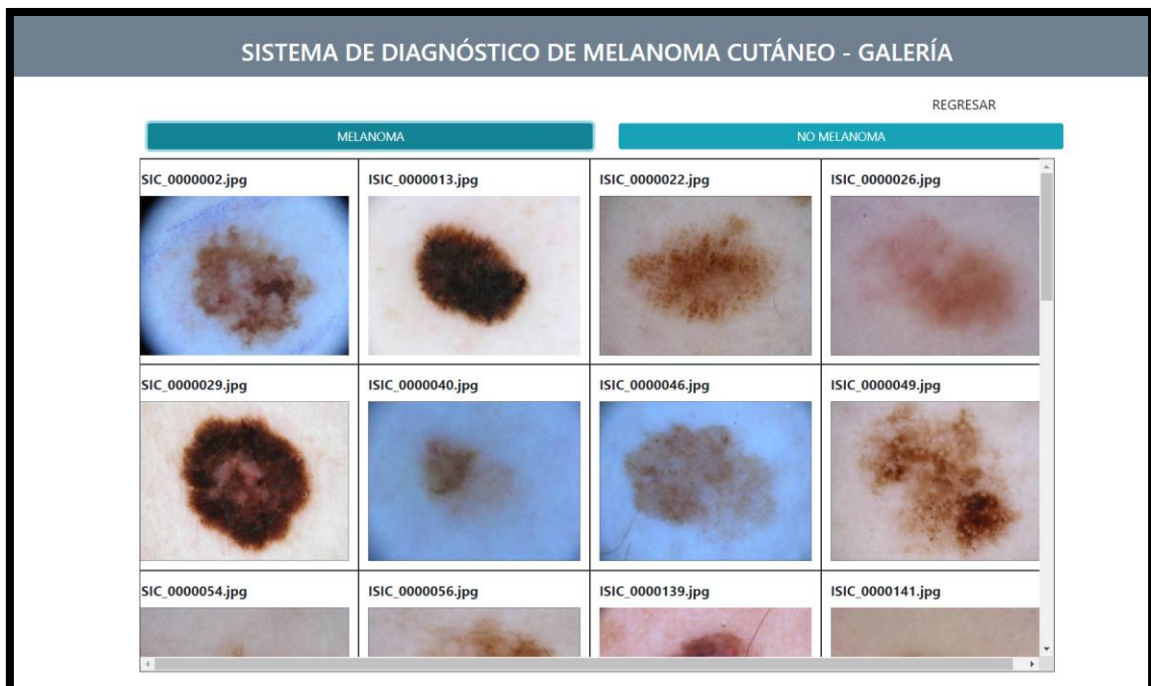 SISTEMA DE DIAGNÓSTICO DE MELANOMA CUTÁNEO - GALERÍA
REGRESAR
MELANOMA NO MELANOMA
SIC_0000002.jpg ISIC_0000013.jpg ISIC_0000022.jpg ISIC_0000026.jpg
SIC_0000029.jpg ISIC_0000040.jpg ISIC_0000046.jpg ISIC_0000049.jpg
SIC_0000054.jpg ISIC_0000056.jpg ISIC_0000139.jpg ISIC_0000141.jpg